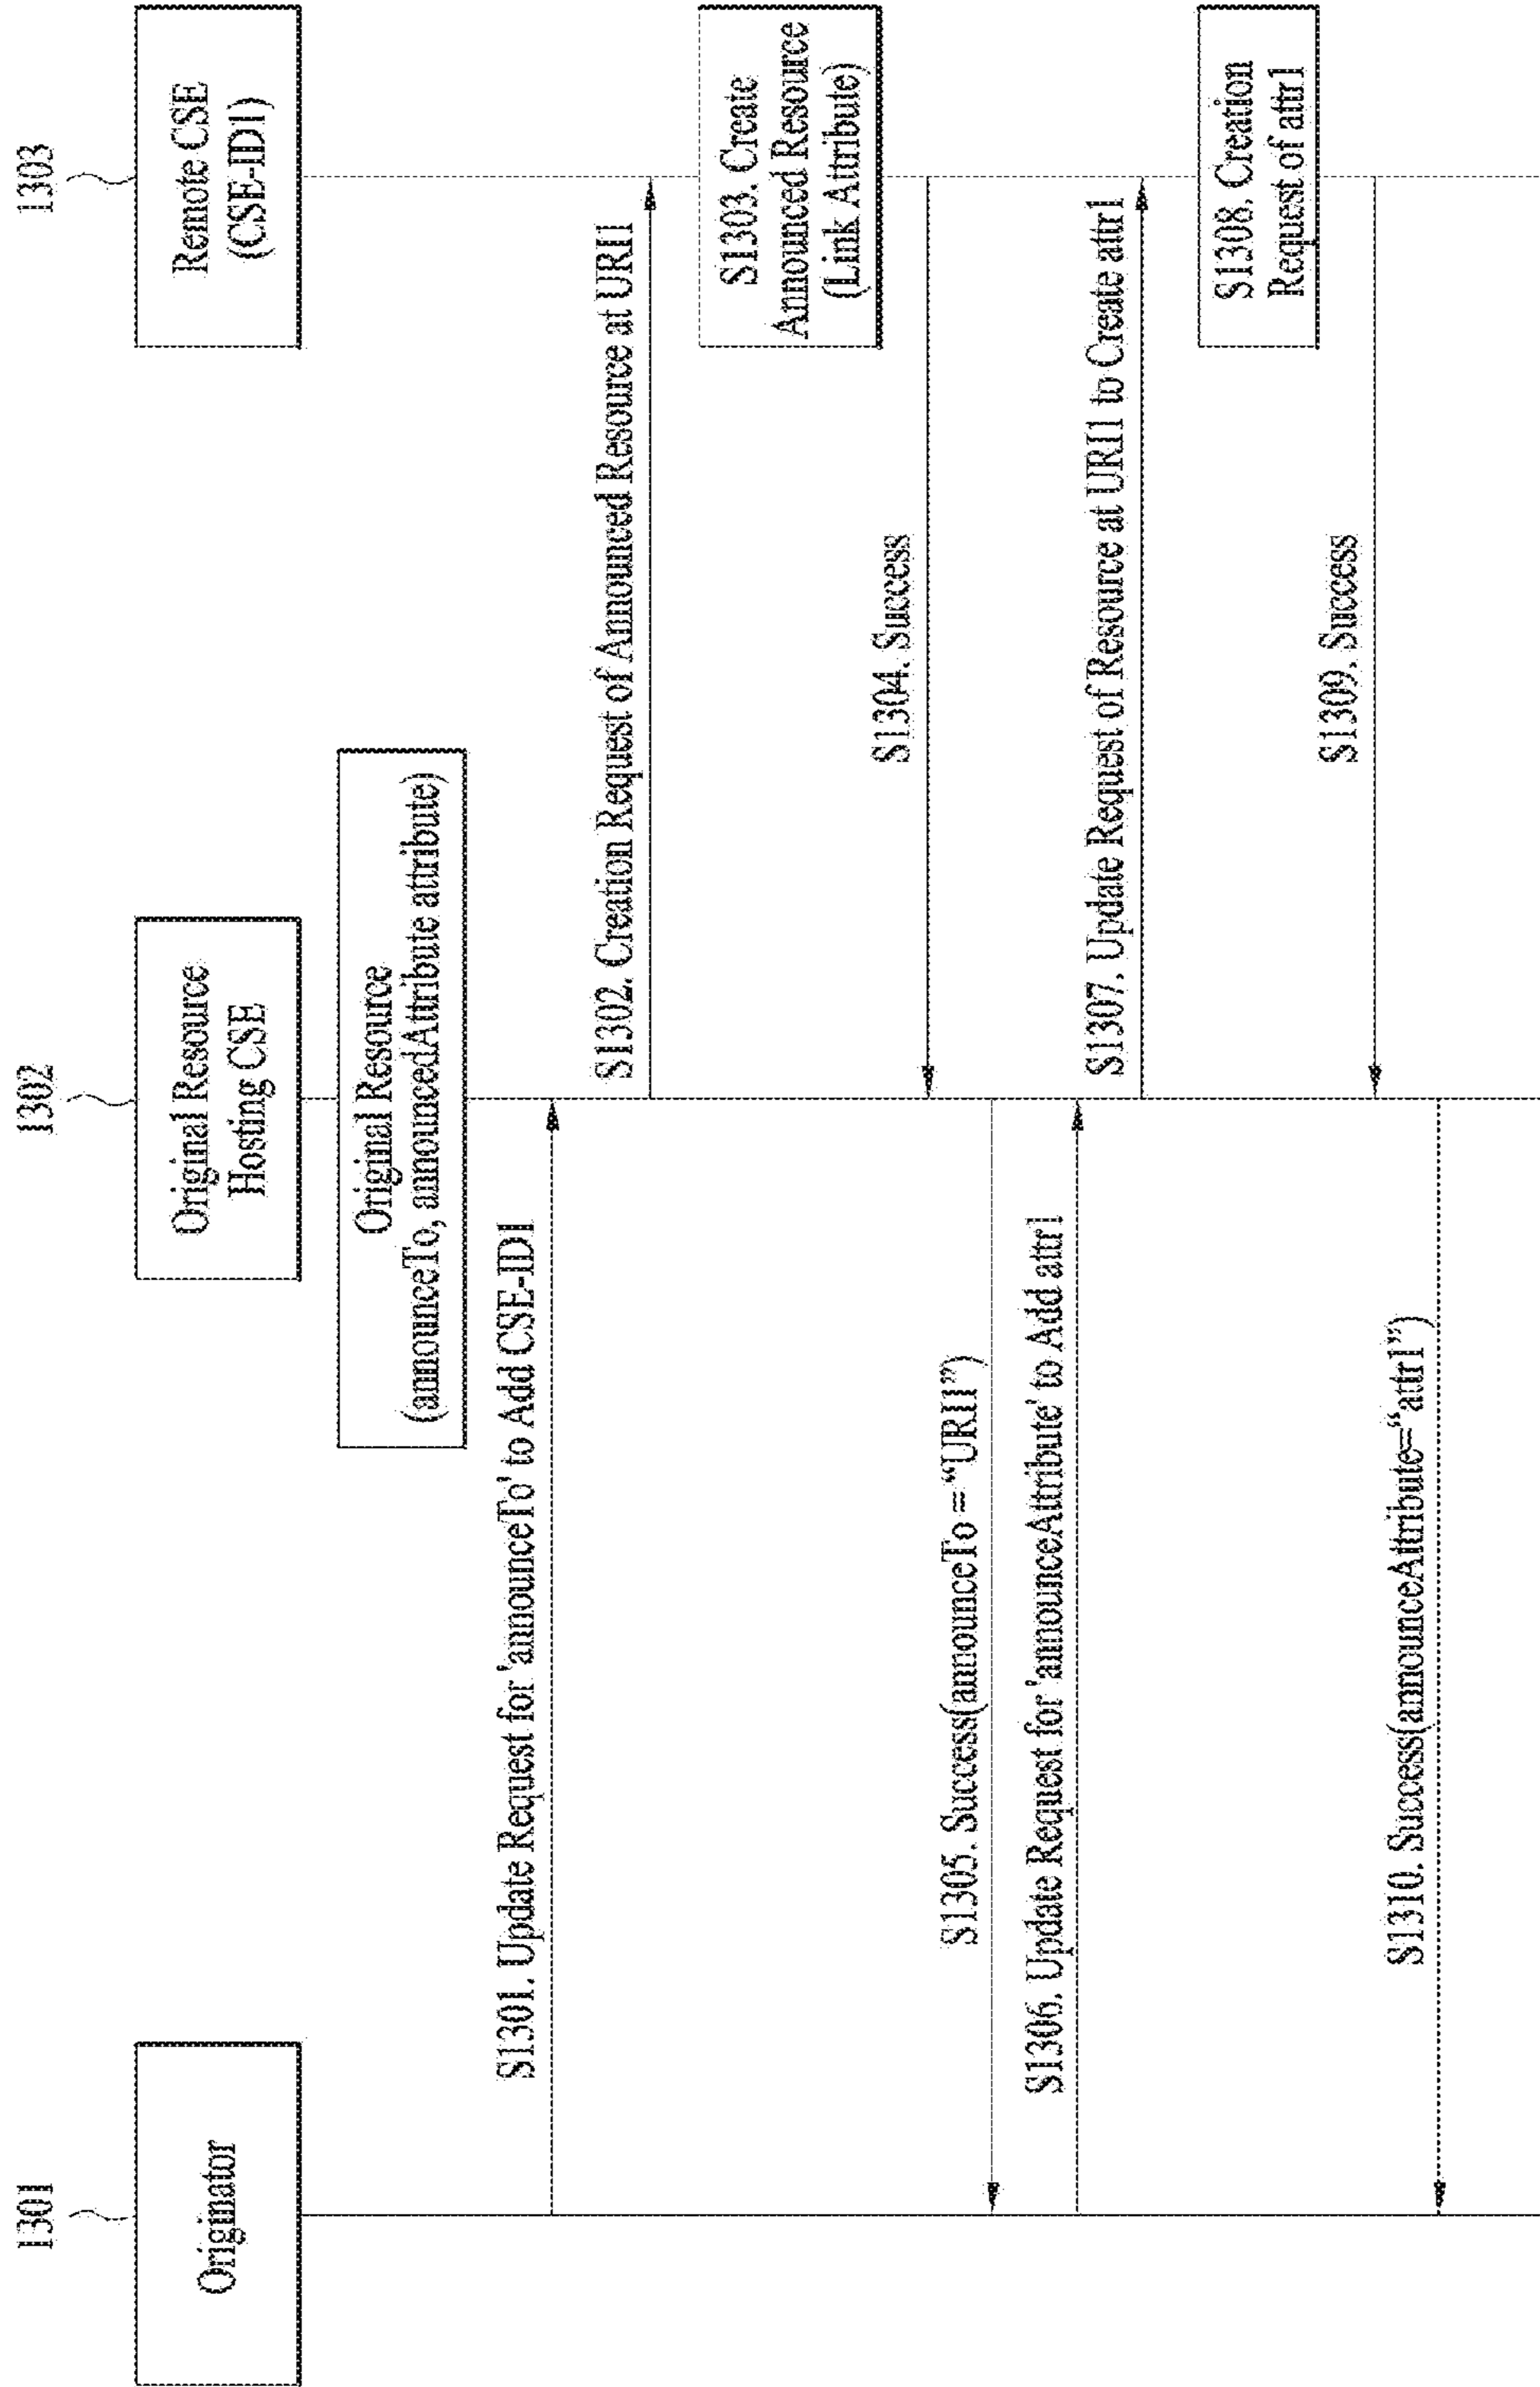 1301
1302
1303
Originator
Original Resource
Hosting CSE
Remote CSE
(CSE-ID1)
Original Resource
(announceTo, announcedAttribute attribute)
S1301. Update Request for 'announceTo' to Add CSE-ID1
S1302. Creation Request of Announced Resource at URI1
S1303. Create
Announced Resource
(Link Attribute)
S1304. Success
S1305. Success(announceTo =“URI1”)
S1306. Update Request for 'announceAttribute' to Add attr1
S1307. Update Request of Resource at URI1 to Create attr1
S1308. Creation
Request of attr1
S1309. Success
S1310. Success(announceAttribute=“attr1”)